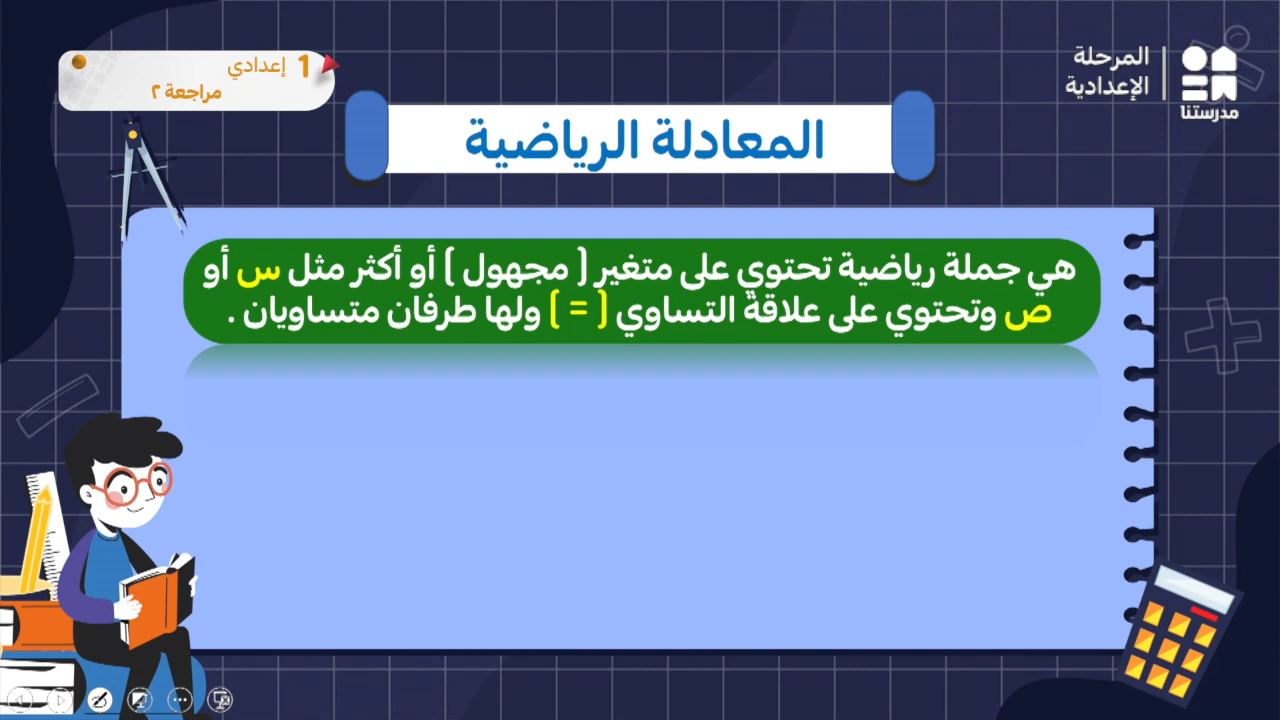 المرحلة
الإعدادية
مدرستنا
1 إعدادي
مراجعة ٢
المعادلة الرياضية
هي جملة رياضية تحتوي على متغير ( مجهول ) أو أكثر مثل س أو
ص وتحتوي على علاقة التساوي ( = ) ولها طرفان متساويان .